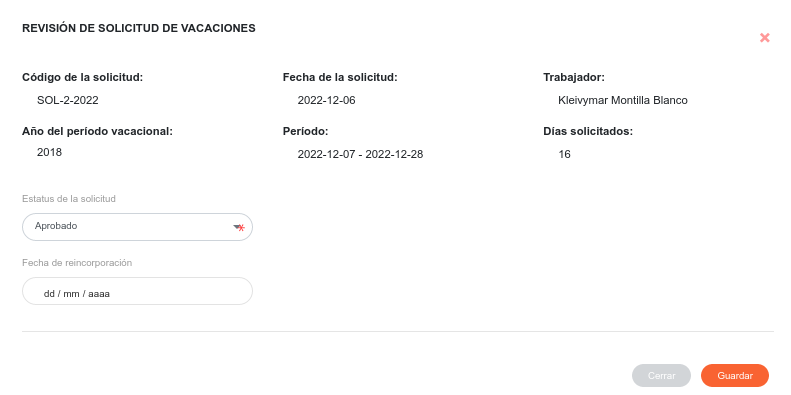 REVISIÓN DE SOLICITUD DE VACACIONES
Código de la solicitud: Fecha de la solicitud: Trabajador:
SOL-2-2022 2022-12-06 Kleivymar Montilla Blanco
Año del período vacacional: Período: Días solicitados:
2018 2022-12-07 - 2022-12-28 16
Estatus de la solicitud
Aprobado
Fecha de reincorporación
dd / mm / aaaa
Cerrar Guardar